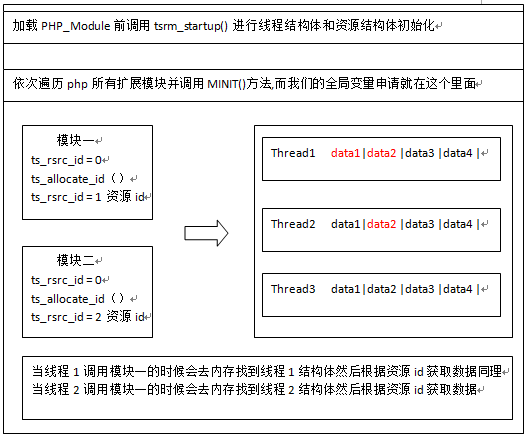 加载 PHP_Module 前调用 tsrm_startup() 进行线程结构体和资源结构体初始化
依次遍历 php 所有扩展模块并调用 MINIT()方法,而我们的全局变量申请就在这个里面
模块一
ts_rsrc_id = 0
ts_allocate_id（）
ts_rsrc_id = 1 资源 id
模块二
ts_rsrc_id = 0
ts_allocate_id（）
ts_rsrc_id = 2 资源 id
Thread1 data1|data2 |data3 |data4 |
Thread2 data1|data2 |data3 |data4 |
Thread3 data1|data2 |data3 |data4 |
当线程 1 调用模块一的时候会去内存找到线程 1 结构体然后根据资源 id 获取数据同理
当线程 2 调用模块一的时候会去内存找到线程 2 结构体然后根据资源 id 获取数据